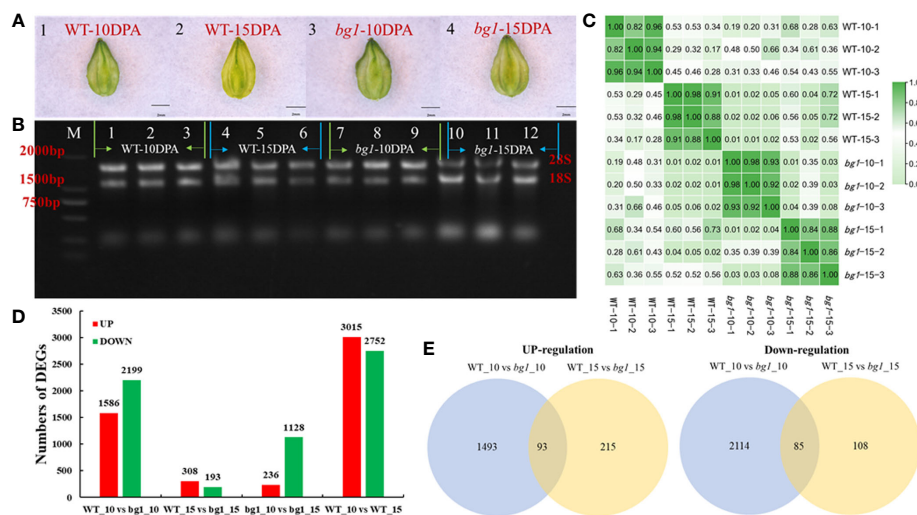 A
1 WT-10DPA 2 WT-15DPA 3 bg1-10DPA 4 bg1-15DPA
B
M 1 2 3 4 5 6 7 8 9 10 11 12
WT-10DPA WT-15DPA bg1-10DPA bg1-15DPA
2000bp
1500bp
750bp
28S
18S
C
1.00 0.82 0.96 0.53 0.53 0.34 0.19 0.20 0.31 0.68 0.28 0.63 WT-10-1
0.82 1.00 0.94 0.29 0.32 0.17 0.48 0.50 0.66 0.34 0.61 0.36 WT-10-2
0.96 0.94 1.00 0.45 0.46 0.28 0.31 0.33 0.46 0.54 0.43 0.55 WT-10-3
0.53 0.29 0.45 1.00 0.98 0.91 0.01 0.02 0.05 0.60 0.04 0.72 WT-15-1
0.53 0.32 0.46 0.98 1.00 0.88 0.02 0.02 0.06 0.56 0.05 0.72 WT-15-2
0.34 0.17 0.28 0.91 0.88 1.00 0.01 0.01 0.02 0.73 0.02 0.56 WT-15-3
0.19 0.48 0.31 0.01 0.02 0.01 1.00 0.98 0.93 0.01 0.35 0.03 bg1-10-1
0.20 0.50 0.33 0.02 0.02 0.01 0.98 1.00 0.92 0.02 0.39 0.03 bg1-10-2
0.31 0.66 0.46 0.05 0.06 0.02 0.93 0.92 1.00 0.04 0.39 0.08 bg1-10-3
0.68 0.34 0.54 0.60 0.56 0.73 0.01 0.02 0.04 1.00 0.84 0.88 bg1-15-1
0.28 0.61 0.43 0.04 0.05 0.02 0.35 0.39 0.39 0.84 1.00 0.86 bg1-15-2
0.63 0.36 0.55 0.52 0.52 0.56 0.03 0.03 0.08 0.88 0.86 1.00 bg1-15-3
WT-10-1 WT-10-2 WT-10-3 WT-15-1 WT-15-2 WT-15-3 bg1-10-1 bg1-10-2 bg1-10-3 bg1-15-1 bg1-15-2 bg1-15-3
D
Numbers of DEGs
3500
3000
2500
2000
1500
1000
500
0
UP
DOWN
1586 2199 308 193 236 1128 3015 2752
WT_10 vs bg1_10 WT_15 vs bg1_15 bg1_10 vs bg1_15 WT_10 vs WT_15
E
UP-regulation
WT_10 vs bg1_10 WT_15 vs bg1_15
1493 93 215
Down-regulation
WT_10 vs bg1_10 WT_15 vs bg1_15
2114 85 108